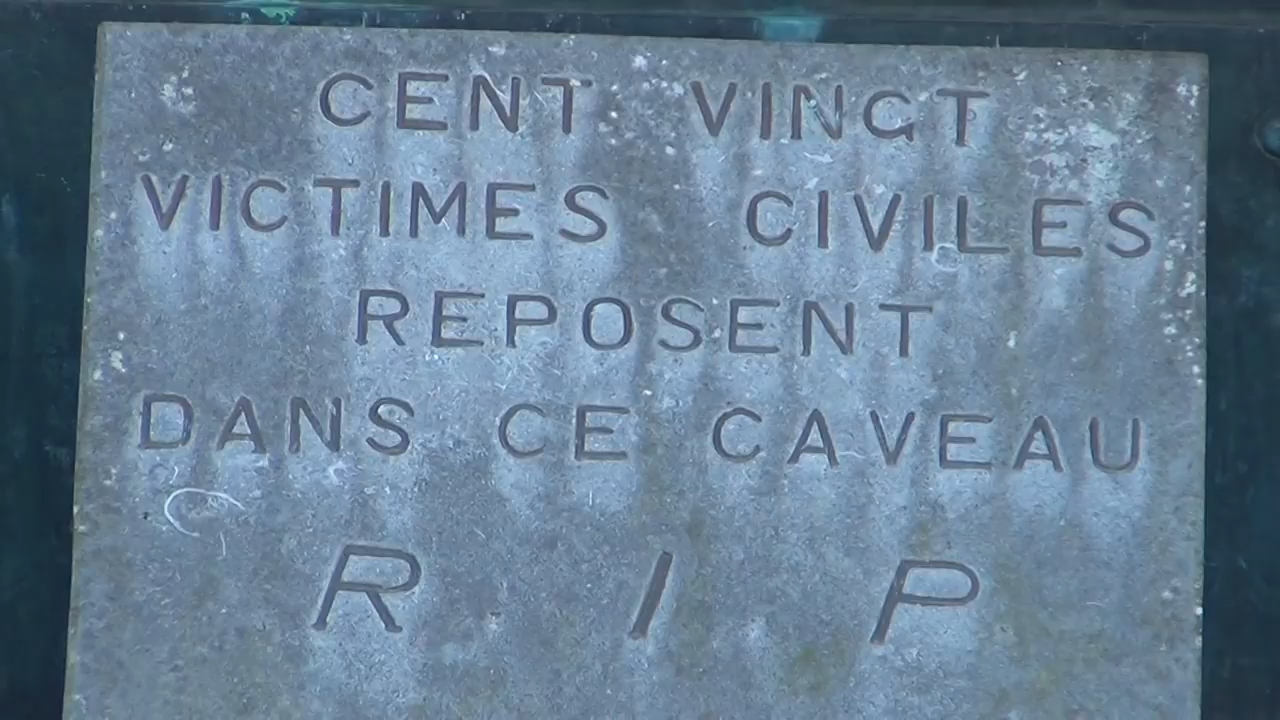 CENT VINGT
VICTIMES CIVILES
REPOSENT
DANS CE CAVEAU
R I P